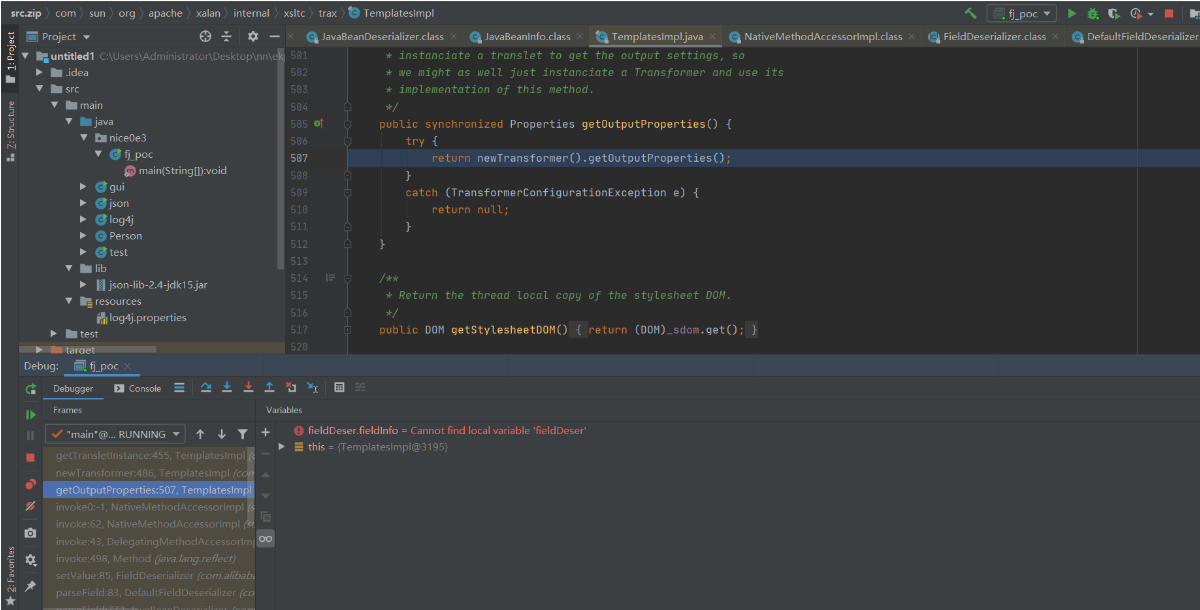 src.zip com sun org apache xalan internal xsltc trax TemplatesImpl
fj_poc
1: Project
Project
JavaBeanDeserializer.class
JavaBeanInfo.class
TemplatesImpl.java
NativeMethodAccessorImpl.class
FieldDeserializer.class
DefaultFieldDeserializer
untitled1 C:\Users\Administrator\Desktop\nn\ek
.idea
src
main
java
nice0e3
fj_poc
main(String[]):void
gui
json
log4j
Person
test
lib
json-lib-2.4-jdk15.jar
resources
log4j.properties
test
target
Z: Structure
501 * instanciate a translet to get the output settings, so
502 * we might as well just instanciate a Transformer and use its
503 * implementation of this method.
504 */
505 public synchronized Properties getOutputProperties() {
506 try {
507 return newTransformer().getOutputProperties();
508 }
509 catch (TransformerConfigurationException e) {
510 return null;
511 }
512 }
513
514 /**
515 * Return the thread local copy of the stylesheet DOM.
516 */
517 public DOM getStylesheetDOM() { return (DOM)_sdom.get(); }
520
Debug: fj_poc
Debugger
Console
Frames
Variables
"main"@... RUNNING
getTransletInstance:455, TemplatesImpl
newTransformer:486, TemplatesImpl (com
getOutputProperties:507, TemplatesImpl
invoke0:-1, NativeMethodAccessorImpl (s
invoke:62, NativeMethodAccessorImpl (s
invoke:43, DelegatingMethodAccessorIm
invoke:498, Method (java.lang.reflect)
setValue:85, FieldDeserializer (com.alibab
parseField:83, DefaultFieldDeserializer
fieldDeser.fieldInfo = Cannot find local variable 'fieldDeser'
this = {TemplatesImpl@3195}
2: Favorites